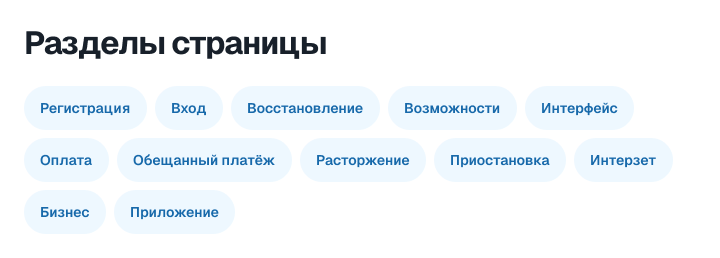 Разделы страницы
Регистрация Вход Восстановление Возможности Интерфейс
Оплата Обещанный платёж Расторжение Приостановка Интерзет
Бизнес Приложение